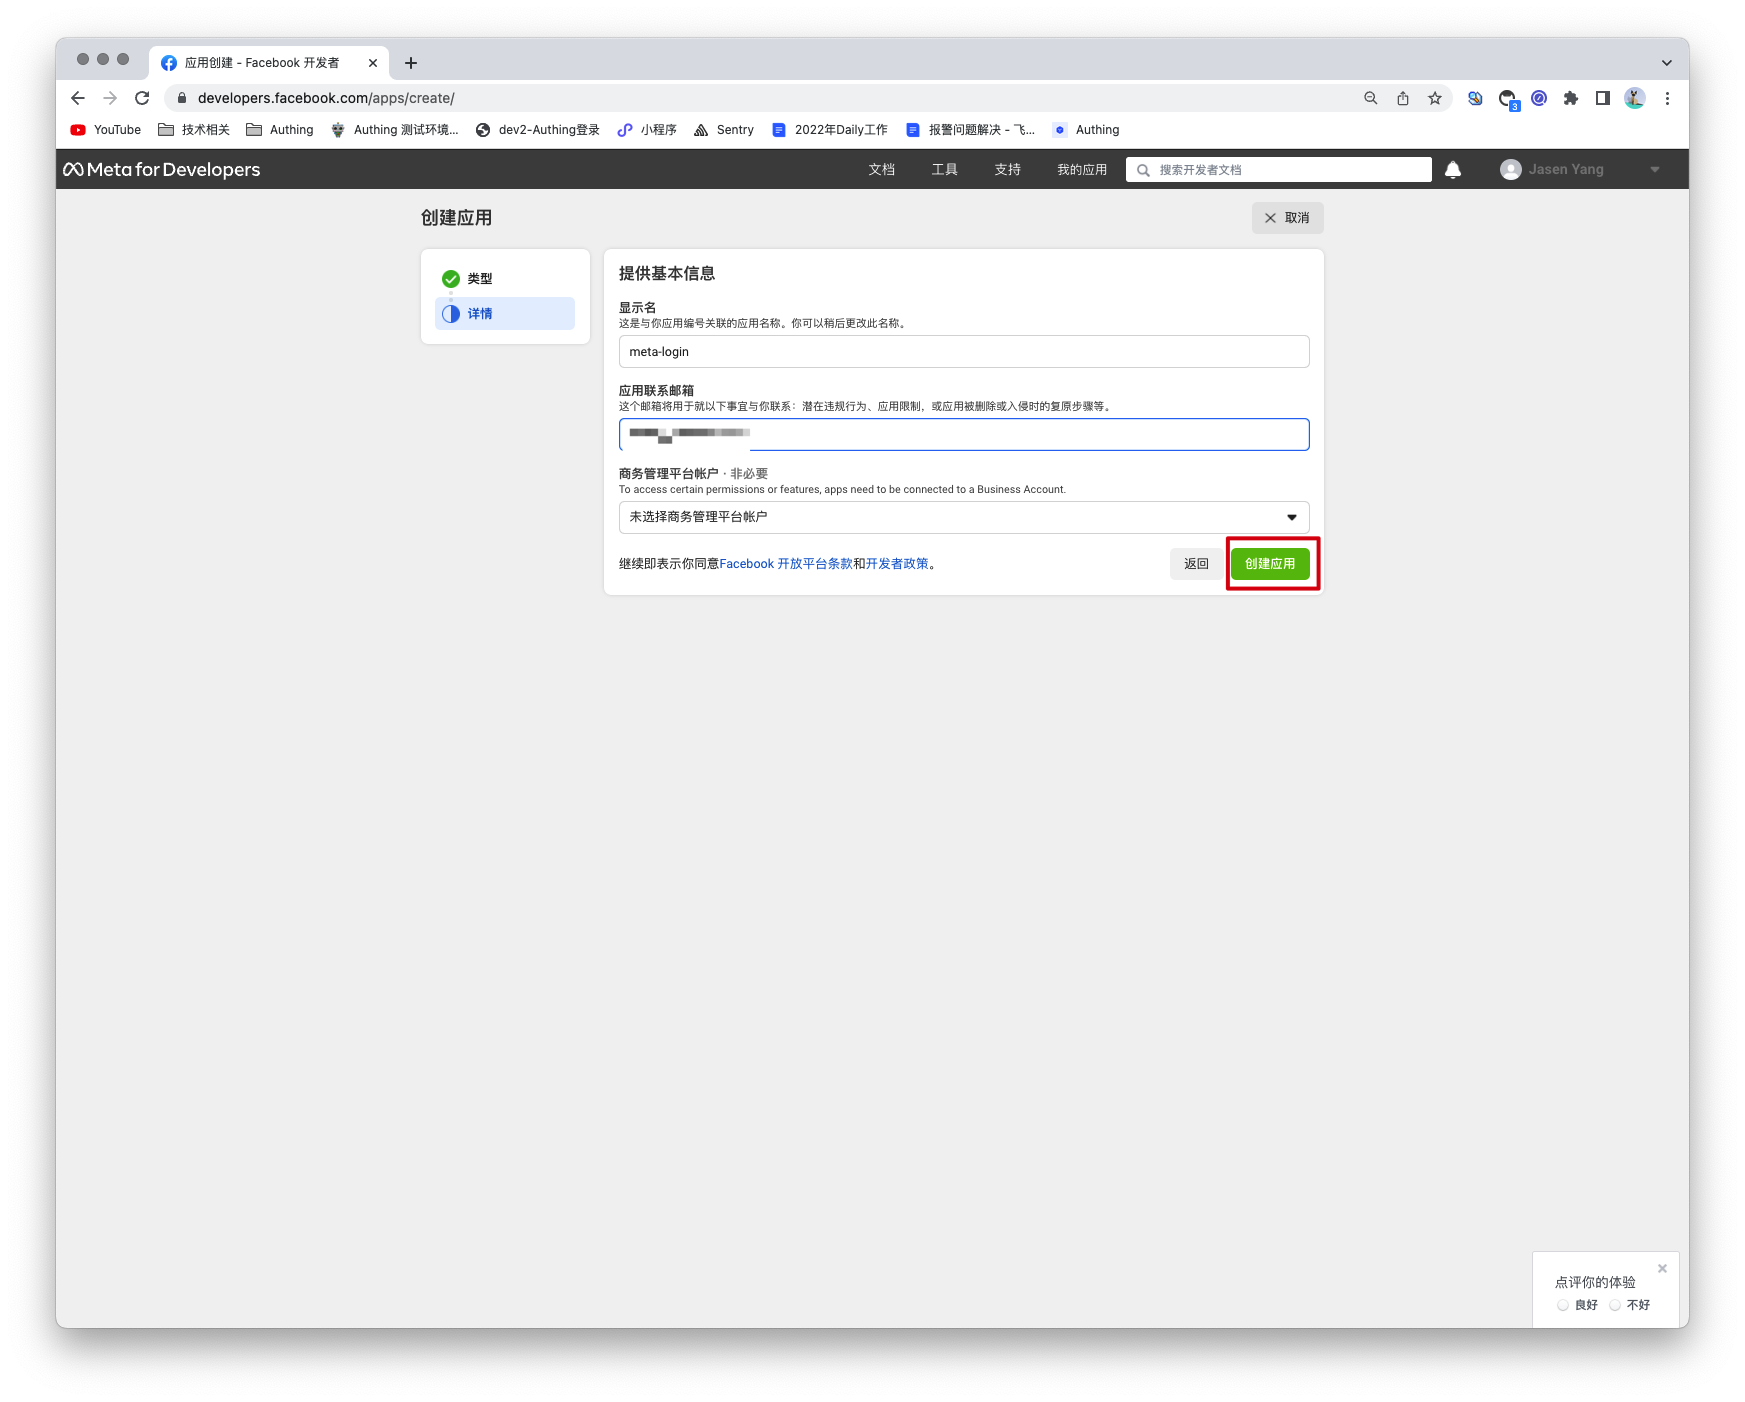 应用创建 - Facebook 开发者
developers.facebook.com/apps/create/
3
YouTube 技术相关 Authing Authing 测试环境... dev2-Authing登录 小程序 Sentry 2022年Daily工作 报警问题解决 - 飞... Authing
Meta for Developers 文档 工具 支持 我的应用 搜索开发者文档 Jasen Yang
创建应用
取消
类型
详情
提供基本信息
显示名
这是与你应用编号关联的应用名称。你可以稍后更改此名称。
meta-login
应用联系邮箱
这个邮箱将用于就以下事宜与你联系：潜在违规行为、应用限制，或应用被删除或入侵时的复原步骤等。
商务管理平台帐户 · 非必要
To access certain permissions or features, apps need to be connected to a Business Account.
未选择商务管理平台帐户
继续即表示你同意Facebook 开放平台条款和开发者政策。
返回
创建应用
点评你的体验
良好 不好